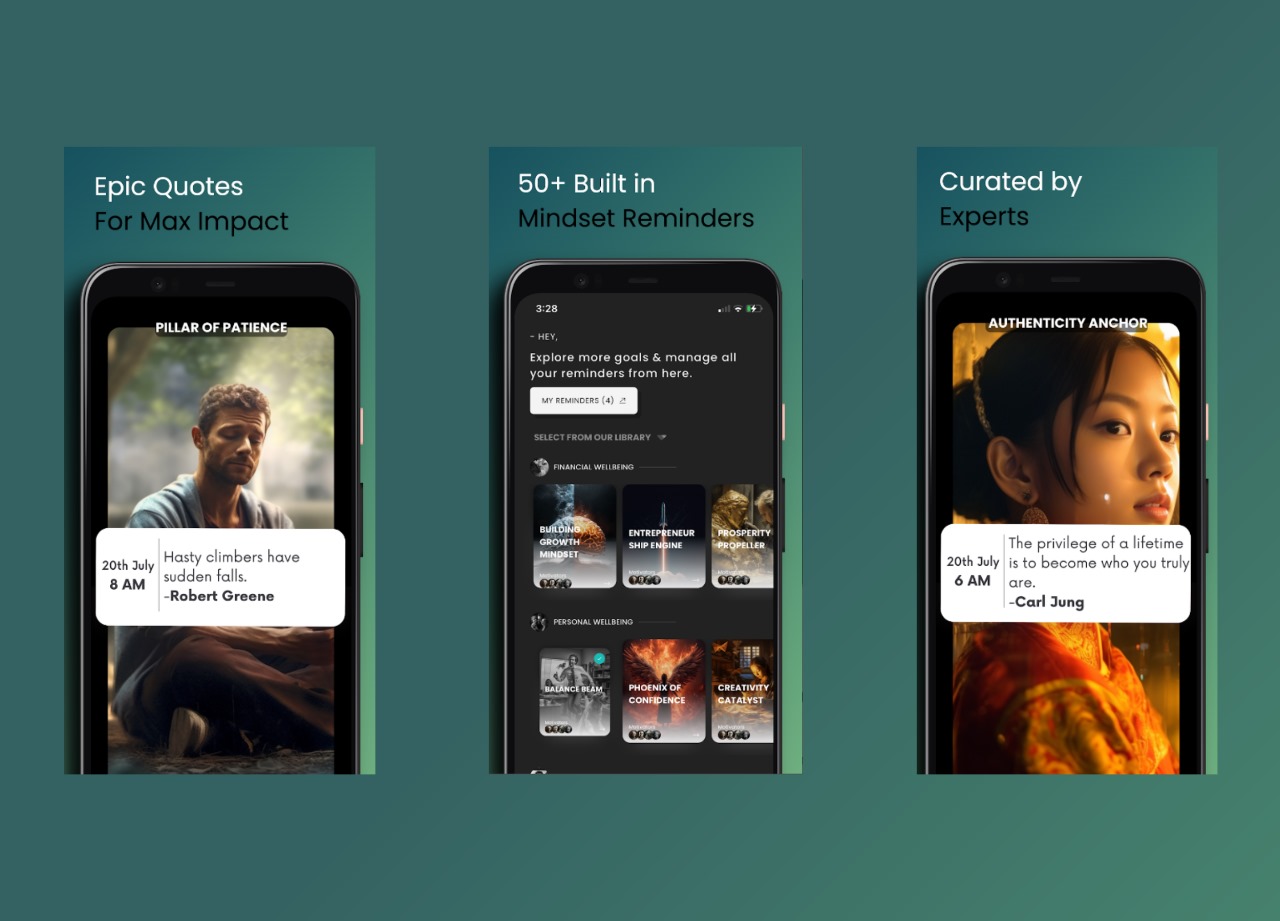 Epic Quotes
For Max Impact
PILLAR OF PATIENCE
20th July
8 AM
Hasty climbers have
sudden falls.
-Robert Greene
50+ Built in
Mindset Reminders
3:28
- HEY,
Explore more goals & manage all
your reminders from here.
MY REMINDERS (4)
SELECT FROM OUR LIBRARY
FINANCIAL WELLBEING
BUILDING
GROWTH
MINDSET
ENTREPRENEUR
SHIP ENGINE
PROSPERITY
PROPELLER
PERSONAL WELLBEING
BALANCE BEAM
PHOENIX OF
CONFIDENCE
CREATIVITY
CATALYST
Curated by
Experts
AUTHENTICITY ANCHOR
20th July
6 AM
The privilege of a lifetime
is to become who you truly
are.
-Carl Jung